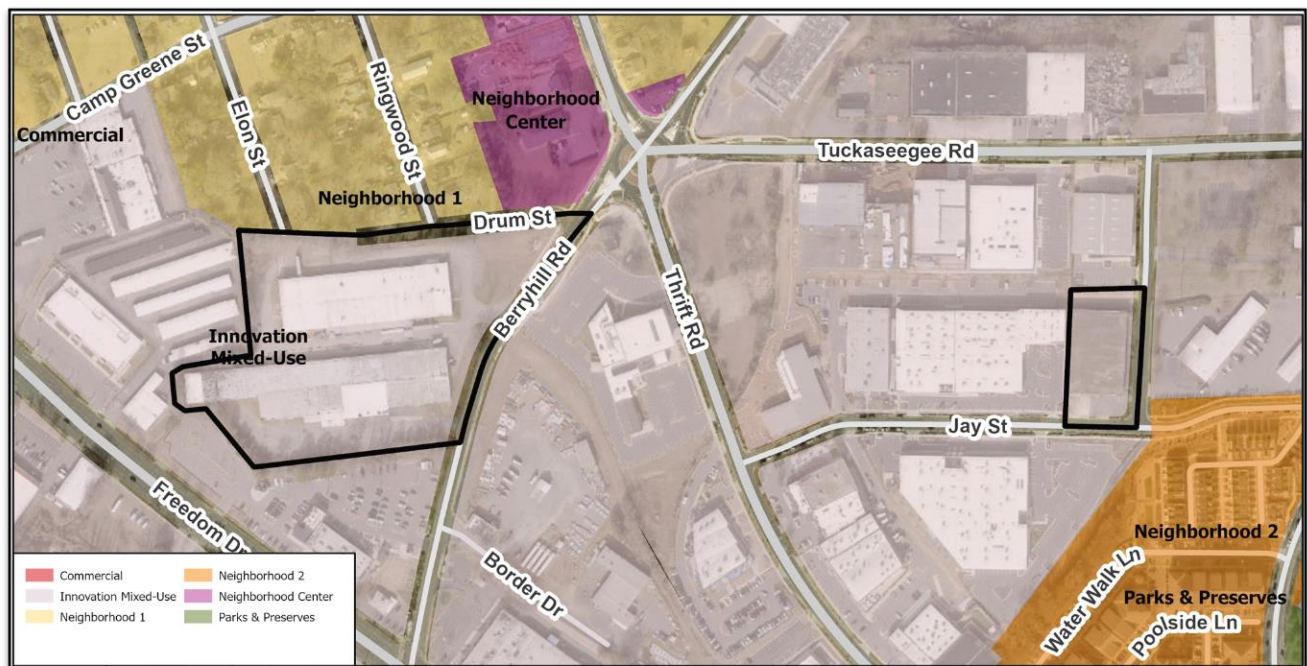 Camp Greene St
Commercial
Elon St
Ringwood St
Neighborhood
Center
Tuckaseegee Rd
Neighborhood 1
Drum St
Berryhill Rd
Thrift Rd
Innovation
Mixed-Use
Jay St
Freedom Dr
Border Dr
Neighborhood 2
Water Walk Ln
Parks & Preserves
Poolside Ln
Commercial
Innovation Mixed-Use
Neighborhood 1
Neighborhood 2
Neighborhood Center
Parks & Preserves